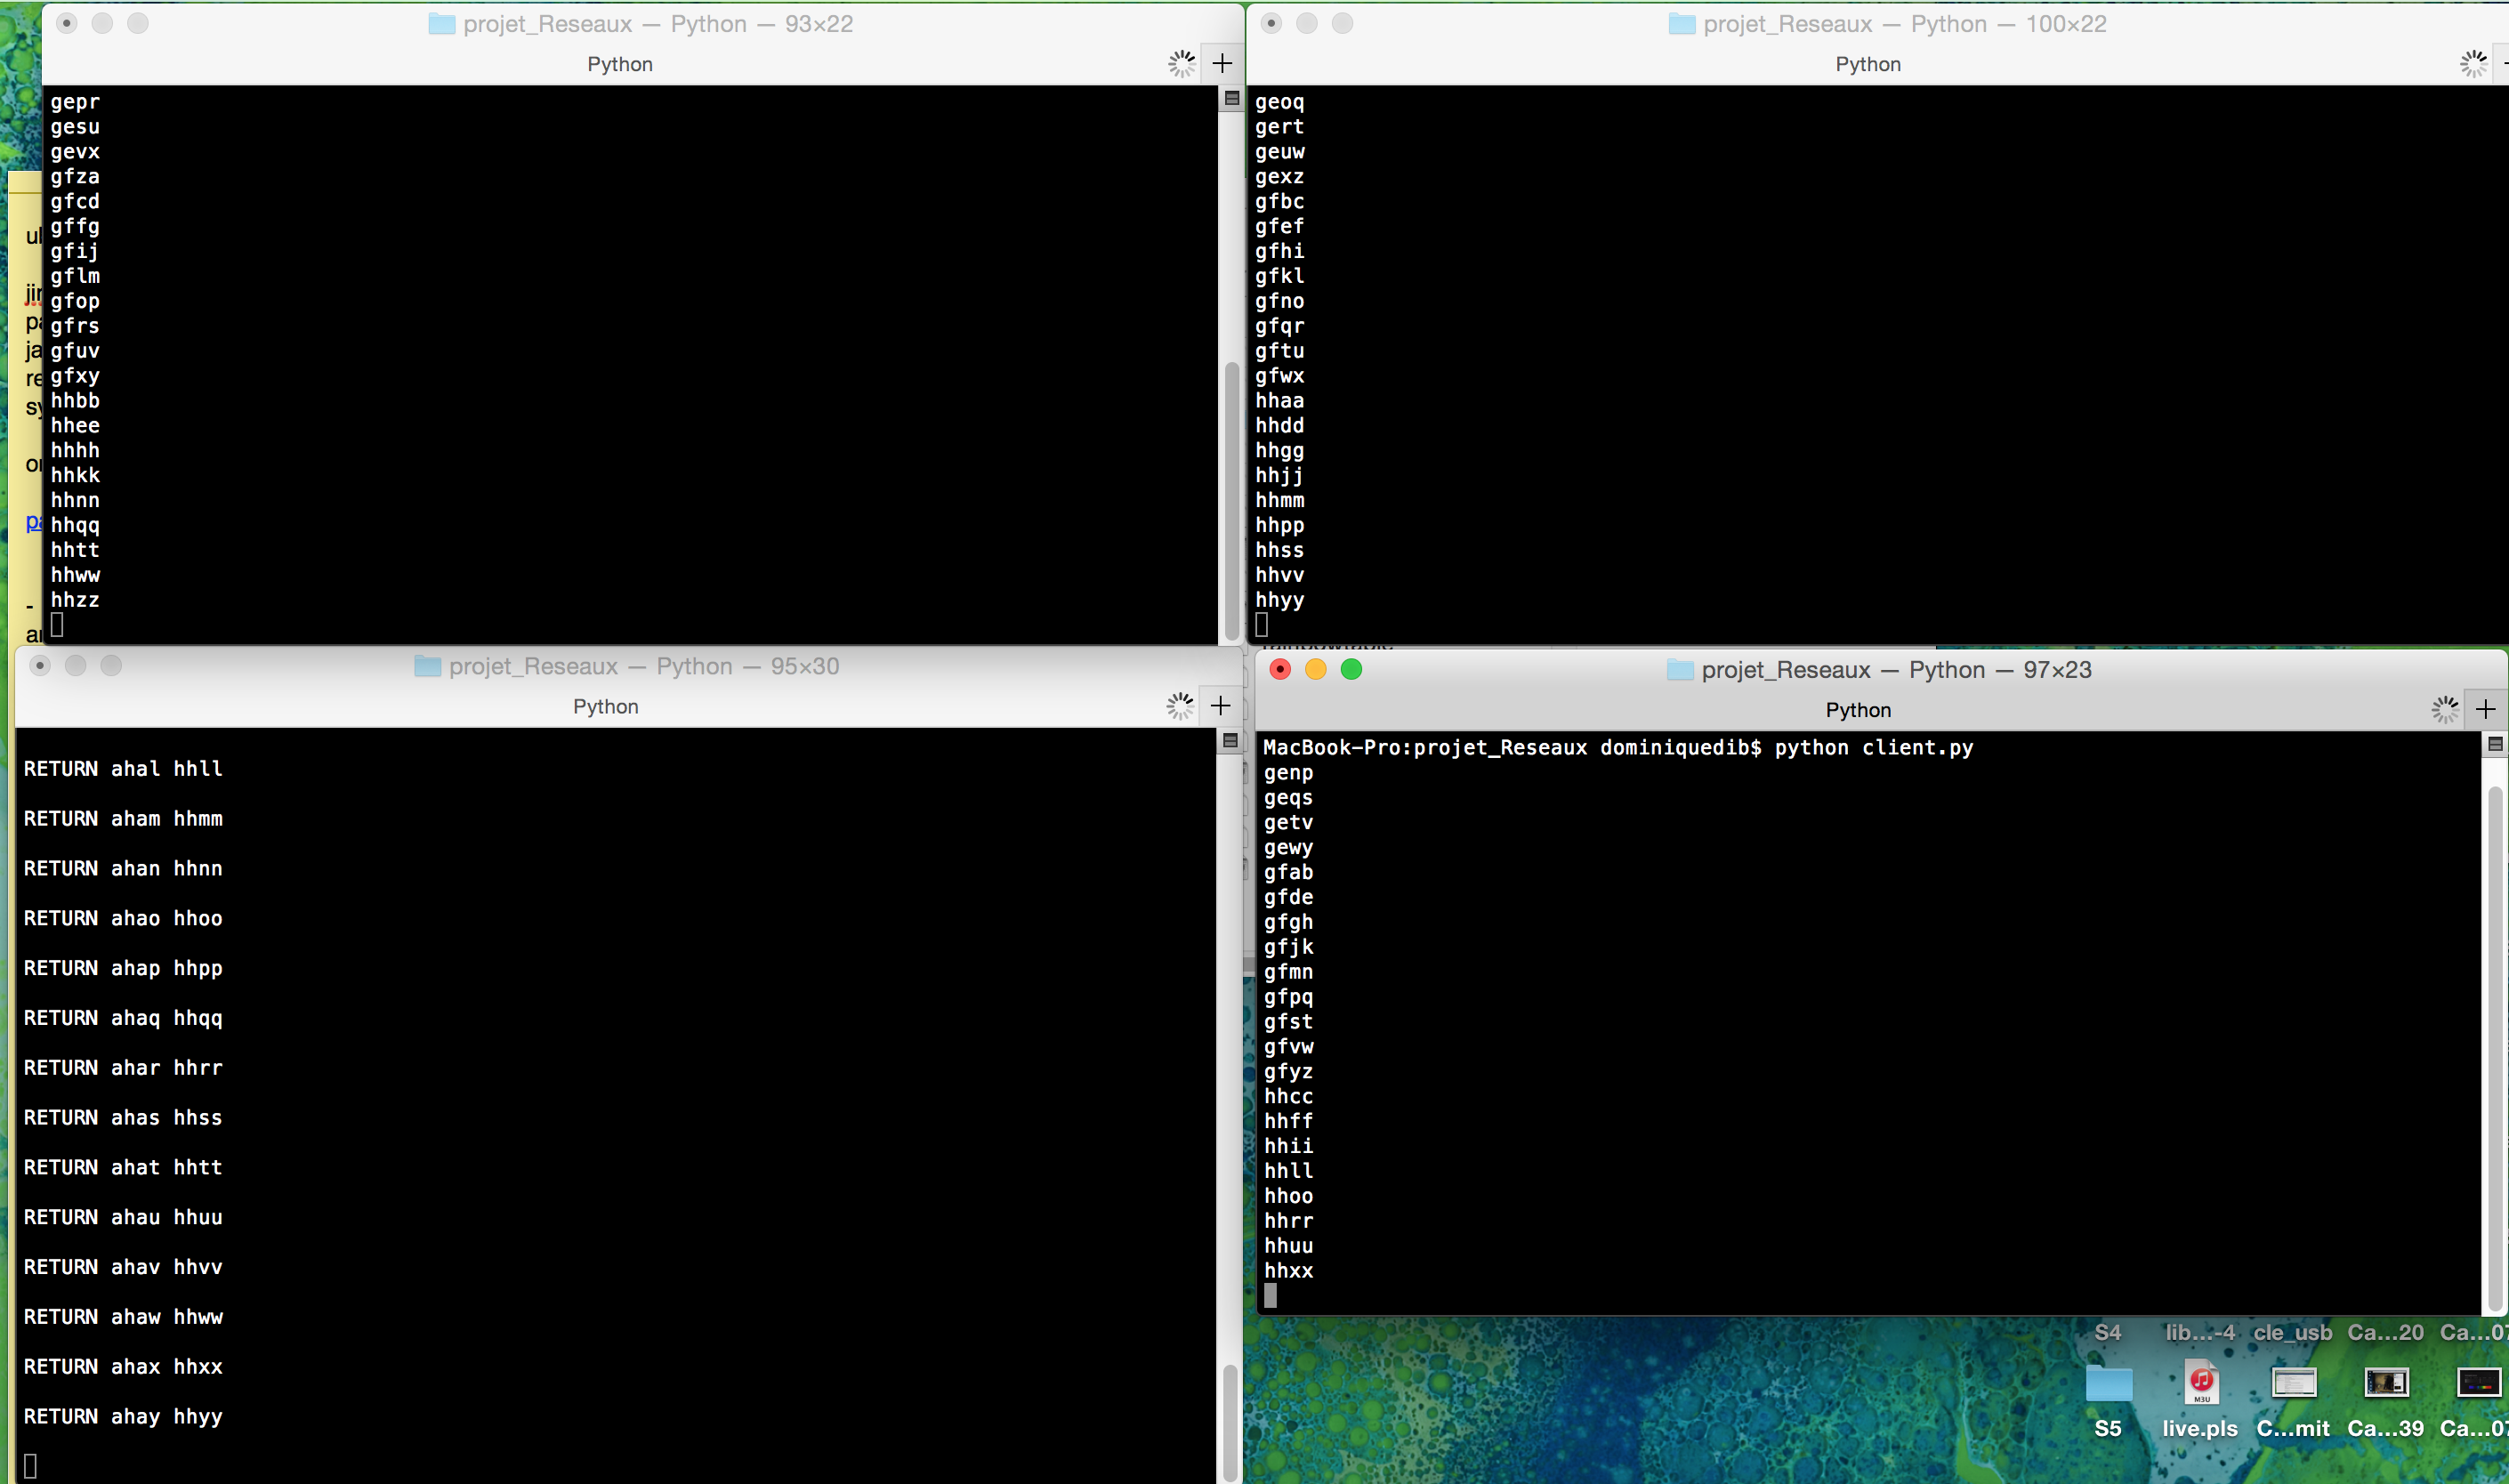 projet_Reseaux — Python — 93×22
Python
gepr
gesu
gevx
gfza
gfcd
gffg
gfij
gflm
gfop
gfrs
gfuv
gfxy
hhbb
hhee
hhhh
hhkk
hhnn
hhqq
hhtt
hhww
hhzz
projet_Reseaux — Python — 100×22
Python
geoq
gert
geuw
gexz
gfbc
gfef
gfhi
gfkl
gfno
gfqr
gftu
gfwx
hhaa
hhdd
hhgg
hhjj
hhmm
hhpp
hhss
hhvv
hhyy
projet_Reseaux — Python — 95×30
Python
RETURN ahal hhll
RETURN aham hhmm
RETURN ahan hhnn
RETURN ahao hhoo
RETURN ahap hhpp
RETURN ahaq hhqq
RETURN ahar hhrr
RETURN ahas hhss
RETURN ahat hhtt
RETURN ahau hhuu
RETURN ahav hhvv
RETURN ahaw hhww
RETURN ahax hhxx
RETURN ahay hhyy
projet_Reseaux — Python — 97×23
Python
MacBook-Pro:projet_Reseaux dominiquedib$ python client.py
genp
geqs
getv
gewy
gfab
gfde
gfgh
gfjk
gfmn
gfpq
gfst
gfvw
gfyz
hhcc
hhff
hhii
hhll
hhoo
hhrr
hhuu
hhxx
S4 lib...-4 cle_usb Ca...20 Ca...07
M3U
S5 live.pls C...mit Ca...39 Ca...07